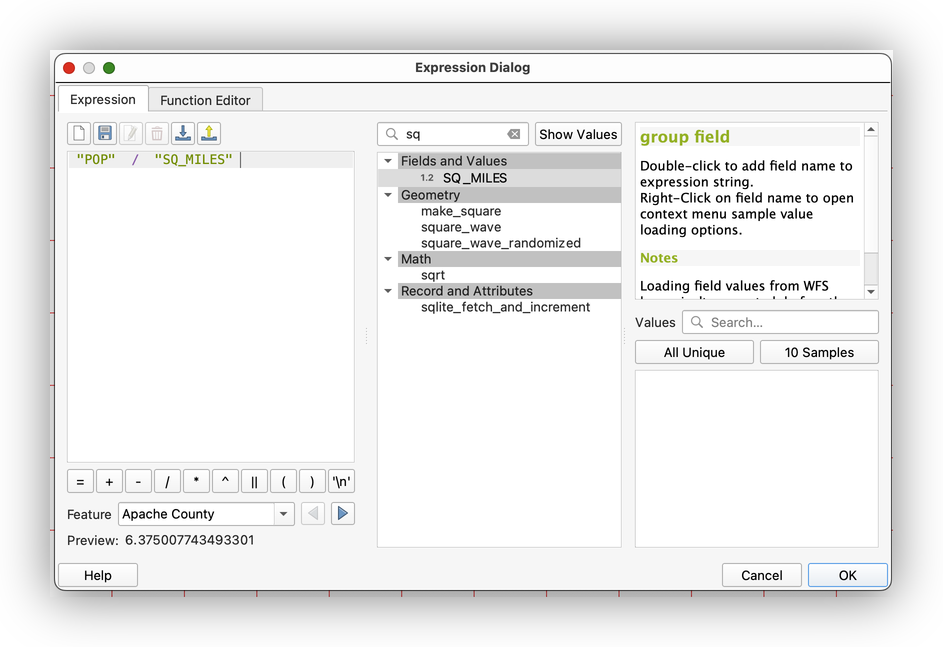 Expression Dialog
Expression
Function Editor
"POP" / "SQ_MILES"
=
+
-
/
*
^
||
(
)
'\n'
Feature
Apache County
Preview: 6.375007743493301
sq
Show Values
Fields and Values
1.2 SQ_MILES
Geometry
make_square
square_wave
square_wave_randomized
Math
sqrt
Record and Attributes
sqlite_fetch_and_increment
group field
Double-click to add field name to
expression string.
Right-Click on field name to open
context menu sample value
loading options.
Notes
Loading field values from WFS
Values
Search...
All Unique
10 Samples
Help
Cancel
OK